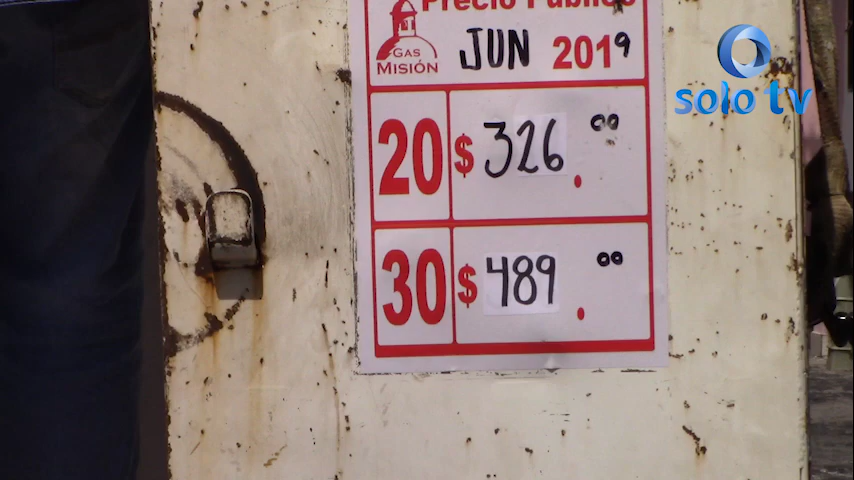 Precio Público
GAS
MISIÓN
JUN 2019
solo tv
20 $ 326.00
30 $ 489.00